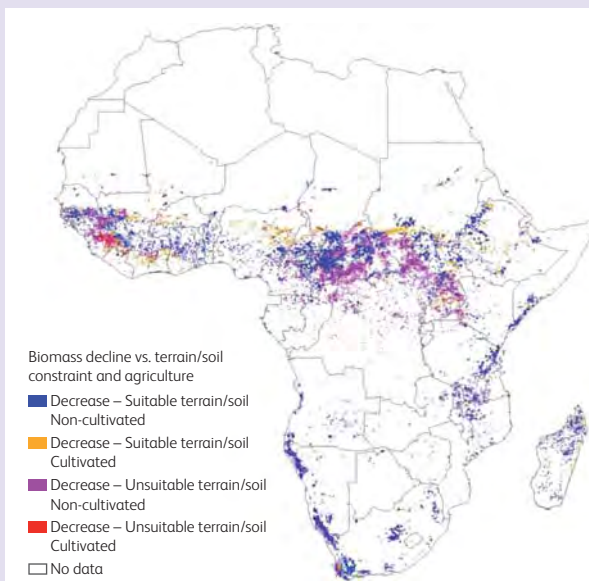 Biomass decline vs. terrain/soil
constraint and agriculture
Decrease – Suitable terrain/soil
Non-cultivated
Decrease – Suitable terrain/soil
Cultivated
Decrease – Unsuitable terrain/soil
Non-cultivated
Decrease – Unsuitable terrain/soil
Cultivated
No data